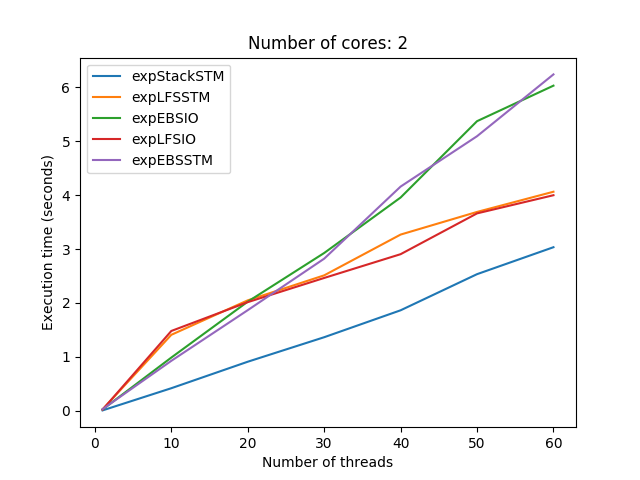 Number of cores: 2
expStackSTM
expLFSSTM
expEBSIO
expLFSIO
expEBSSTM
Execution time (seconds)
6
5
4
3
2
1
0
0 10 20 30 40 50 60
Number of threads